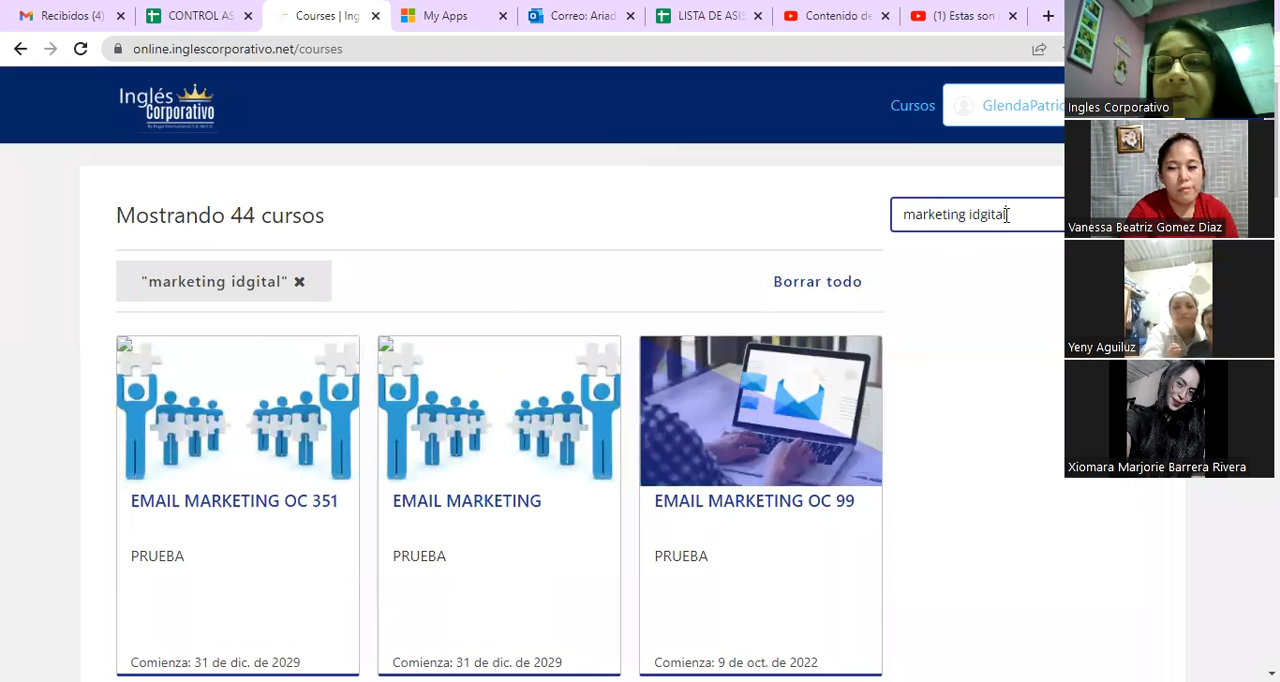 Recibidos (4)
CONTROL AS
Courses | Ing
My Apps
Correo: Ariad
LISTA DE ASIS
Contenido de
(1) Estas son
online.inglescorporativo.net/courses
Inglés
Corporativo
Cursos
GlendaPatric
Mostrando 44 cursos
marketing idgital
"marketing idgital"
Borrar todo
EMAIL MARKETING OC 351
PRUEBA
Comienza: 31 de dic. de 2029
EMAIL MARKETING
PRUEBA
Comienza: 31 de dic. de 2029
EMAIL MARKETING OC 99
PRUEBA
Comienza: 9 de oct. de 2022
Ingles Corporativo
Vanessa Beatriz Gomez Diaz
Yeny Aguiluz
Xiomara Marjorie Barrera Rivera